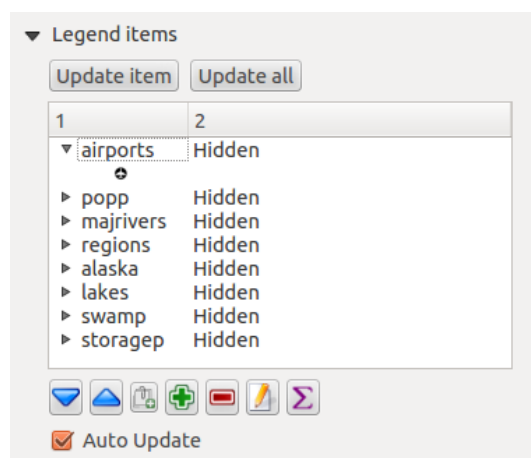 Legend items
Update item Update all
1 2
airports Hidden
popp Hidden
majrivers Hidden
regions Hidden
alaska Hidden
lakes Hidden
swamp Hidden
storagep Hidden
Σ
Auto Update